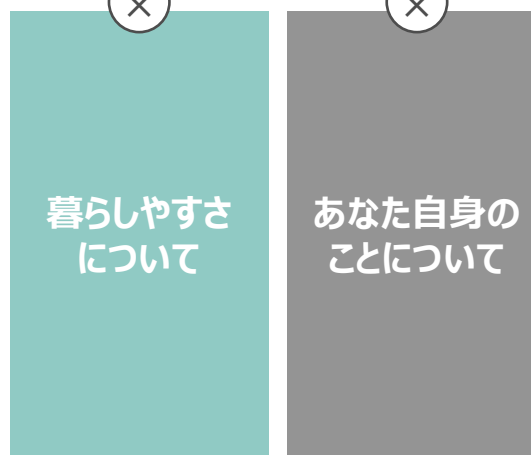 暮らしやすさ
について
あなた自身の
ことについて